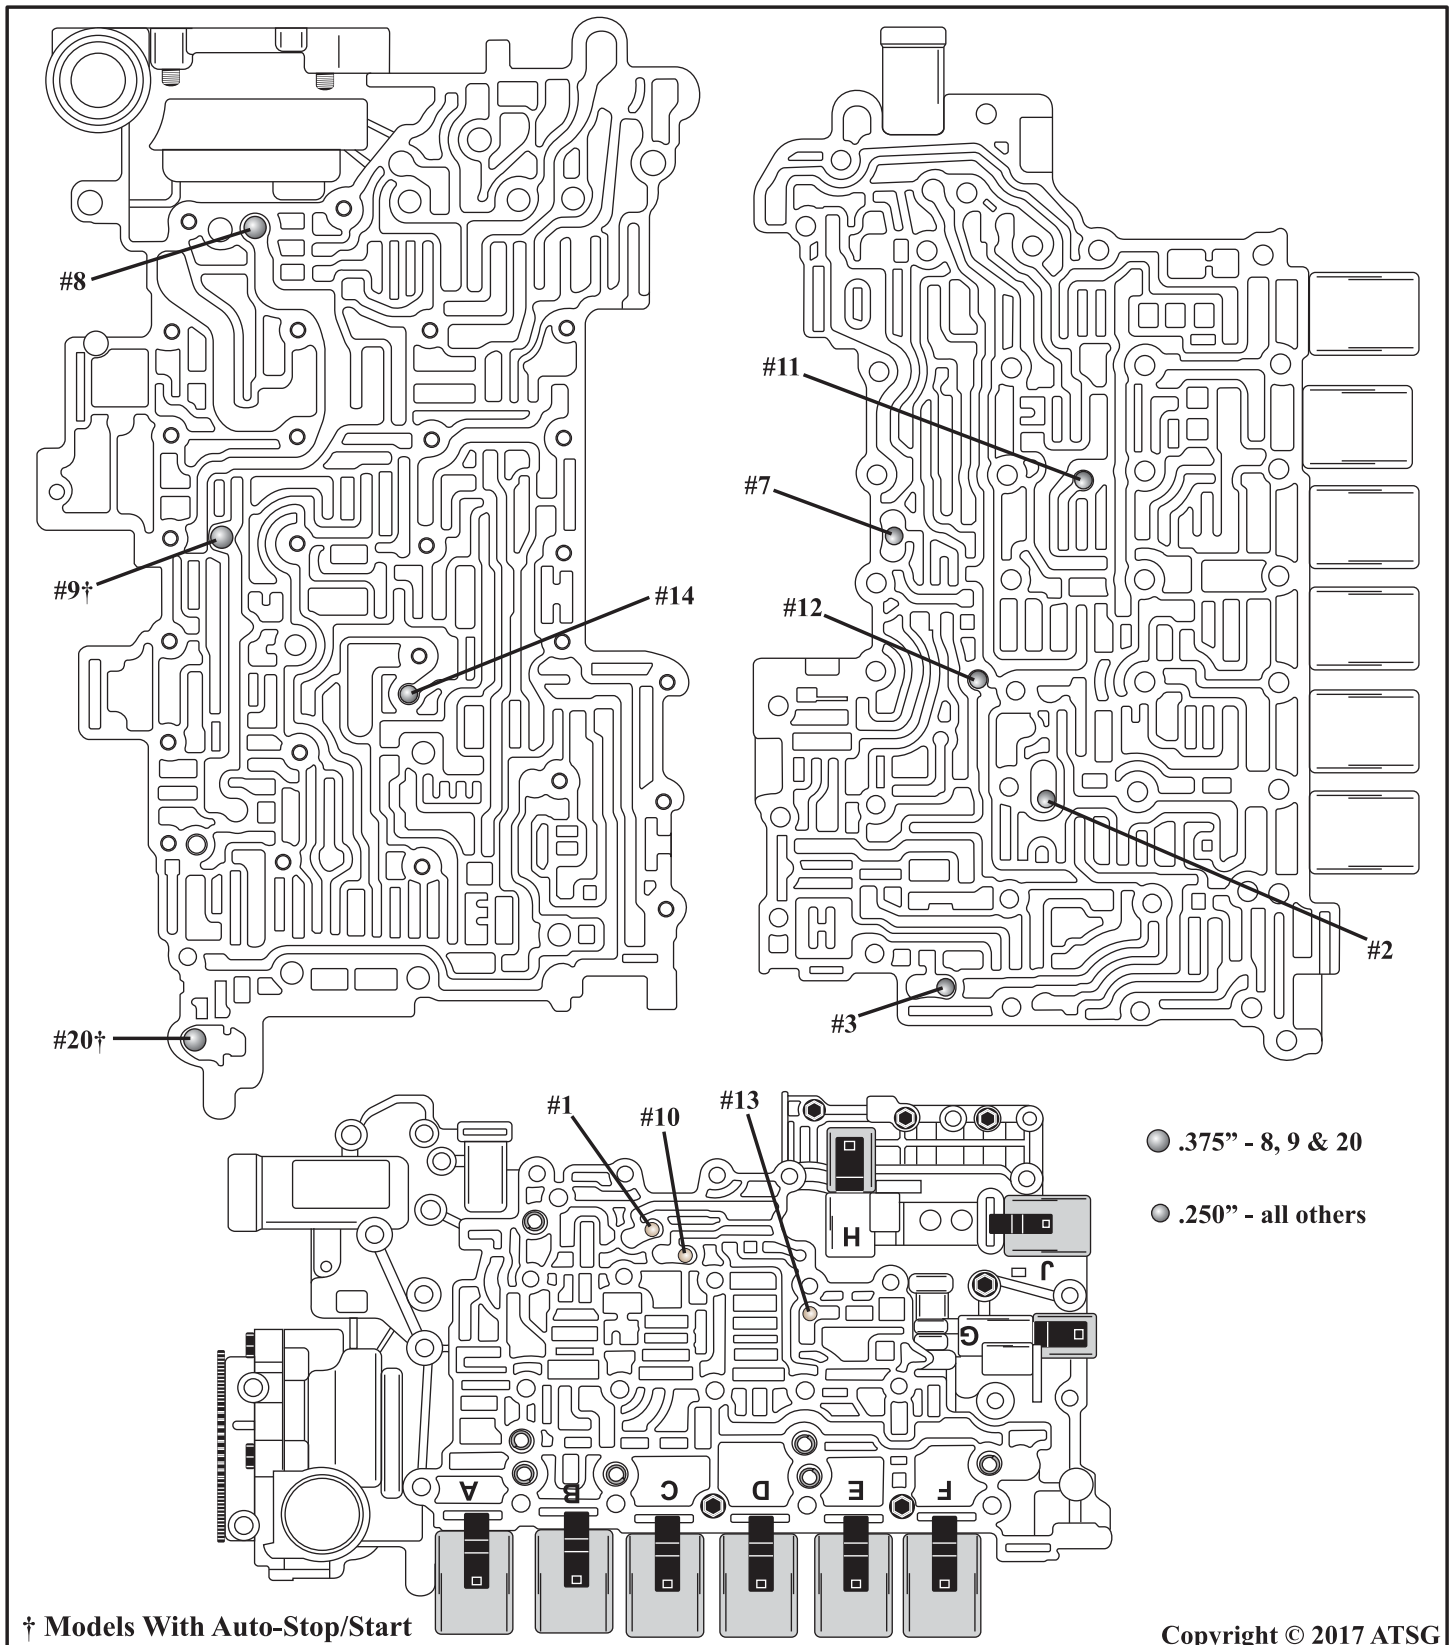 #8
#11
#7
#9†
#14
#12
#2
#3
#20†
#1
#10
#13
.375” - 8, 9 & 20
.250” - all others
H
J
G
A
B
C
D
E
F
† Models With Auto-Stop/Start
Copyright © 2017 ATSG